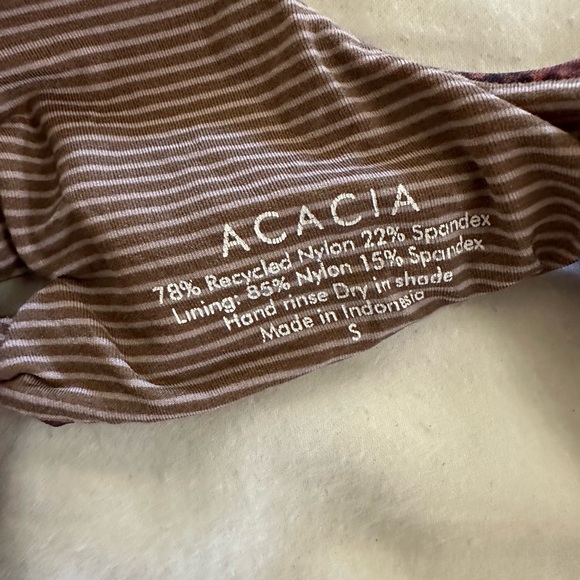 ACACIA
78% Recycled Nylon 22% Spandex
Lining: 85% Nylon 15% Spandex
Hand rinse Dry in shade
Made in Indonesia
S